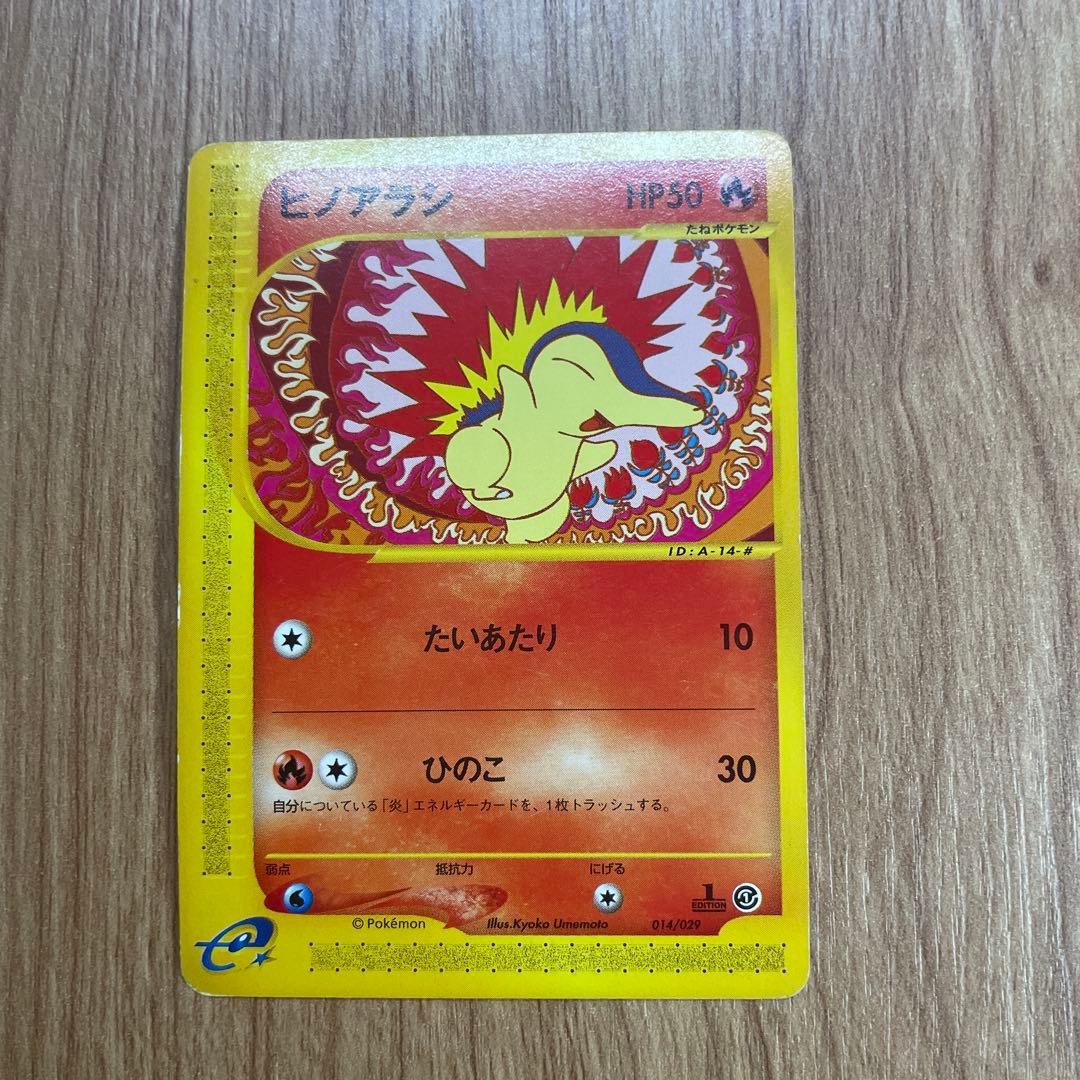 ヒノアラシ HP50
たねポケモン
ID:A-14-#
たいあたり 10
ひのこ 30
自分についている「炎」エネルギーカードを、1枚トラッシュする。
弱点 抵抗力 にげる
1 EDITION
© Pokémon Illus.Kyoko Umemoto 014/029
e